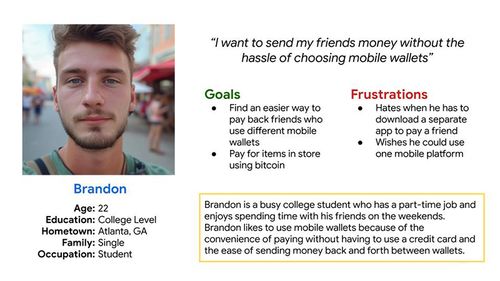 “I want to send my friends money without the
hassle of choosing mobile wallets”
Goals
● Find an easier way to
pay back friends who
use different mobile
wallets
● Pay for items in store
using bitcoin
Frustrations
● Hates when he has to
download a separate
app to pay a friend
● Wishes he could use
one mobile platform
Brandon
Age: 22
Education: College Level
Hometown: Atlanta, GA
Family: Single
Occupation: Student
Brandon is a busy college student who has a part-time job and
enjoys spending time with his friends on the weekends.
Brandon likes to use mobile wallets because of the
convenience of paying without having to use a credit card and
the ease of sending money back and forth between wallets.